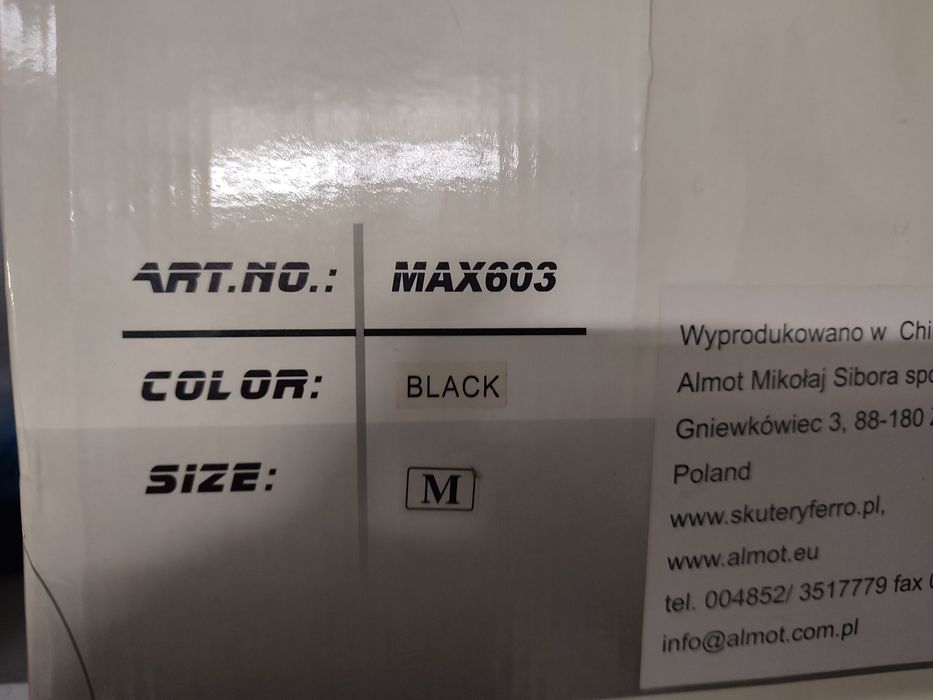 ART.NO.: MAX603
COLOR: BLACK
SIZE: M
Wyprodukowano w
Almot Mikołaj Sibora
Gniewkówiec 3, 88-180
Poland
www.skuteryferro.pl,
www.almot.eu
tel. 004852/ 3517779 fax
info@almot.com.pl